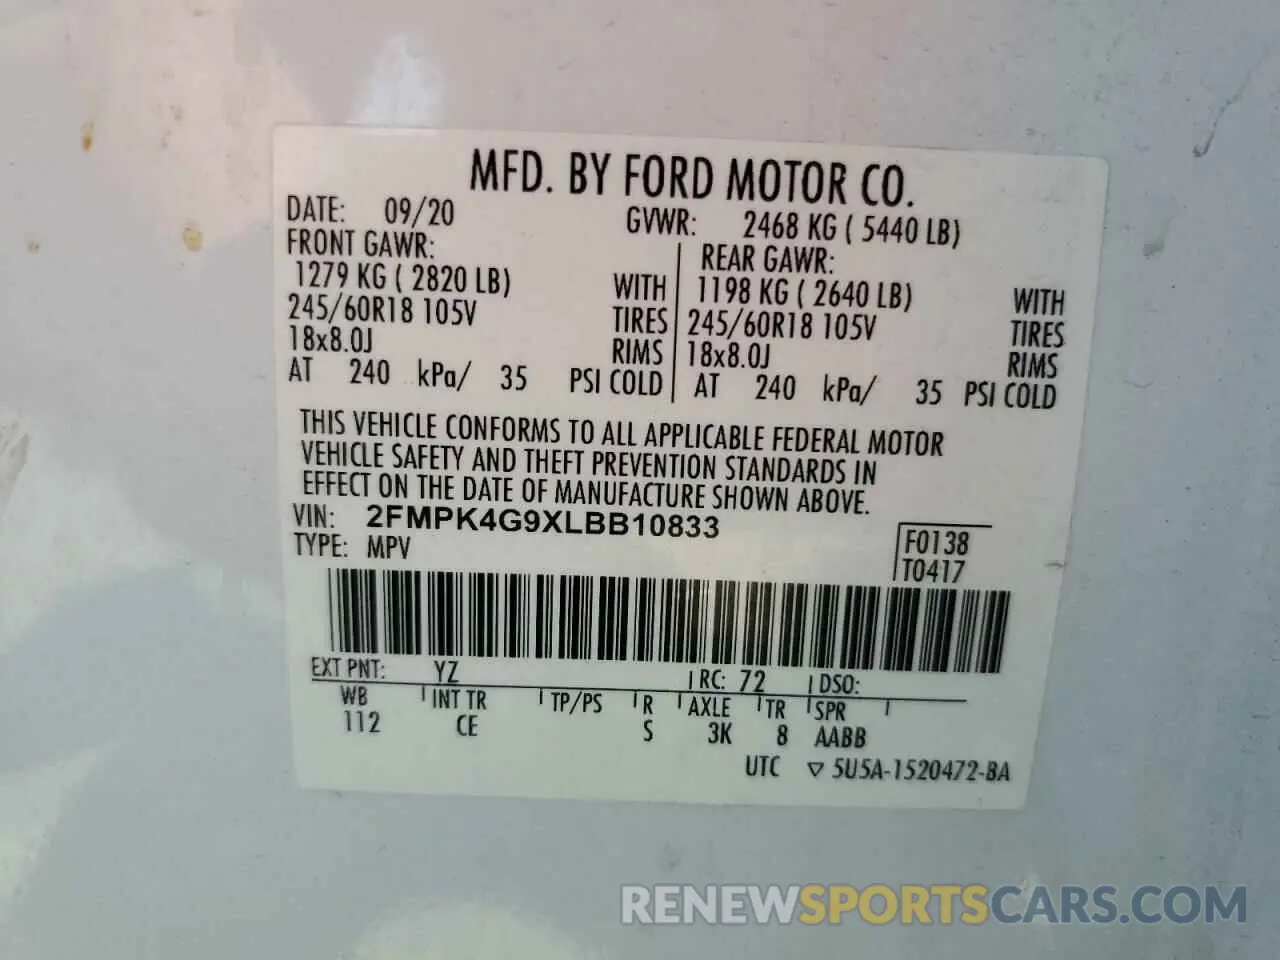 MFD. BY FORD MOTOR CO.
DATE: 09/20 GVWR: 2468 KG ( 5440 LB)
FRONT GAWR: REAR GAWR:
1279 KG ( 2820 LB) WITH 1198 KG ( 2640 LB) WITH
245/60R18 105V TIRES 245/60R18 105V TIRES
18x8.0J RIMS 18x8.0J RIMS
AT 240 kPa/ 35 PSI COLD AT 240 kPa/ 35 PSI COLD
THIS VEHICLE CONFORMS TO ALL APPLICABLE FEDERAL MOTOR
VEHICLE SAFETY AND THEFT PREVENTION STANDARDS IN
EFFECT ON THE DATE OF MANUFACTURE SHOWN ABOVE.
VIN: 2FMPK4G9XLBB10833
TYPE: MPV
F0138
T0417
EXT PNT: YZ RC: 72 DSO:
WB INT TR TP/PS R AXLE TR SPR
112 CE S 3K 8 AABB
UTC ▽ 5U5A-1520472-BA
RENEWSPORTSCARS.COM